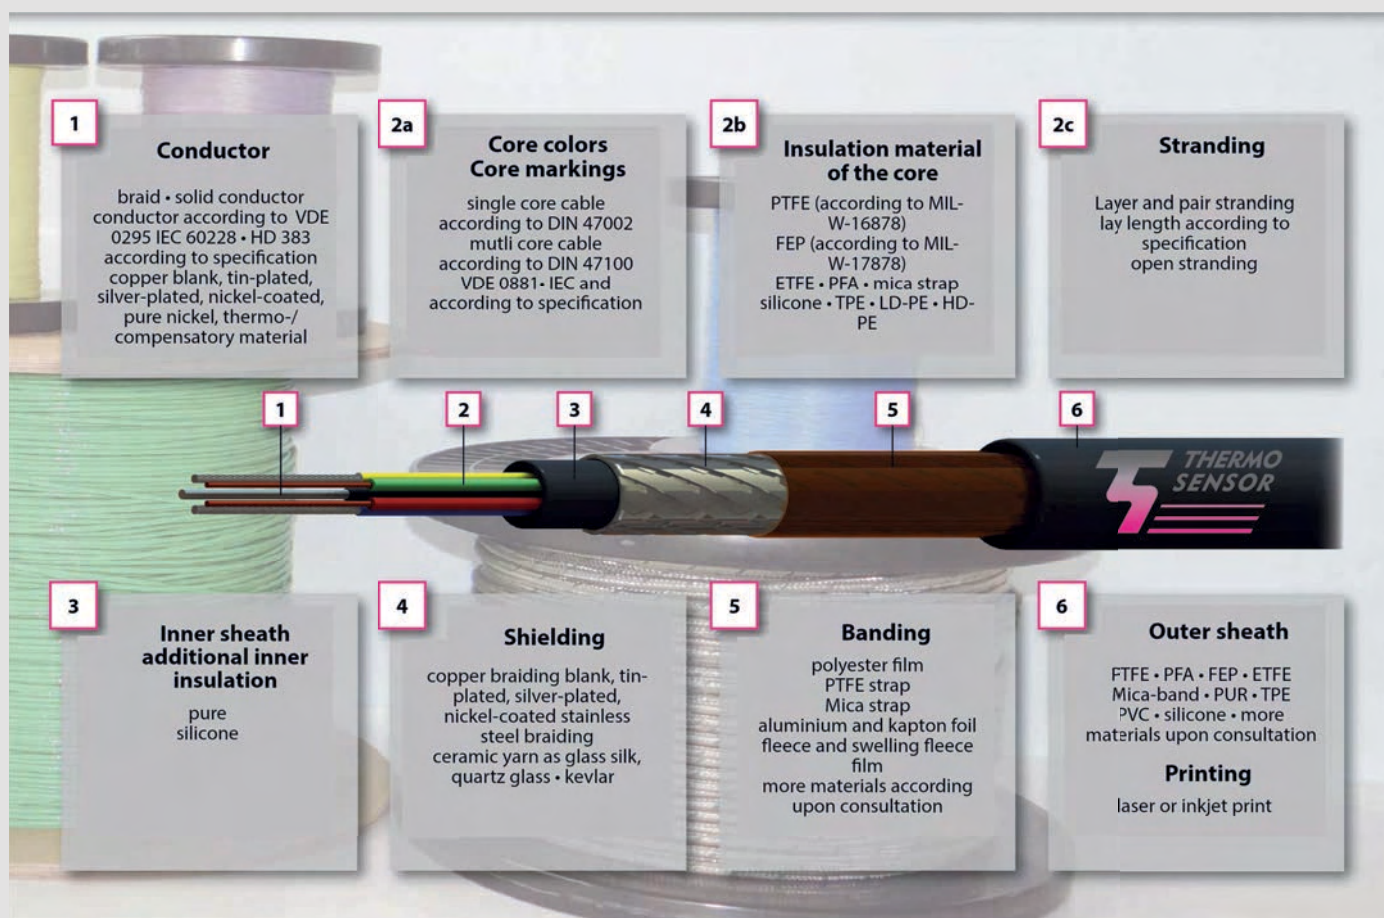 1
Conductor
braid • solid conductor
conductor according to VDE
0295 IEC 60228 • HD 383
according to specification
copper blank, tin-plated,
silver-plated, nickel-coated,
pure nickel, thermo-/
compensatory material
2a
Core colors
Core markings
single core cable
according to DIN 47002
mutli core cable
according to DIN 47100
VDE 0881• IEC and
according to specification
2b
Insulation material
of the core
PTFE (according to MIL-
W-16878)
FEP (according to MIL-
W-17878)
ETFE • PFA • mica strap
silicone • TPE • LD-PE • HD-
PE
2c
Stranding
Layer and pair stranding
lay length according to
specification
open stranding
1
2
3
4
5
6
THERMO
SENSOR
3
Inner sheath
additional inner
insulation
pure
silicone
4
Shielding
copper braiding blank, tin-
plated, silver-plated,
nickel-coated stainless
steel braiding
ceramic yarn as glass silk,
quartz glass • kevlar
5
Banding
polyester film
PTFE strap
Mica strap
aluminium and kapton foil
fleece and swelling fleece
film
more materials according
upon consultation
6
Outer sheath
PTFE • PFA • FEP • ETFE
Mica-band • PUR • TPE
PVC • silicone • more
materials upon consultation
Printing
laser or inkjet print